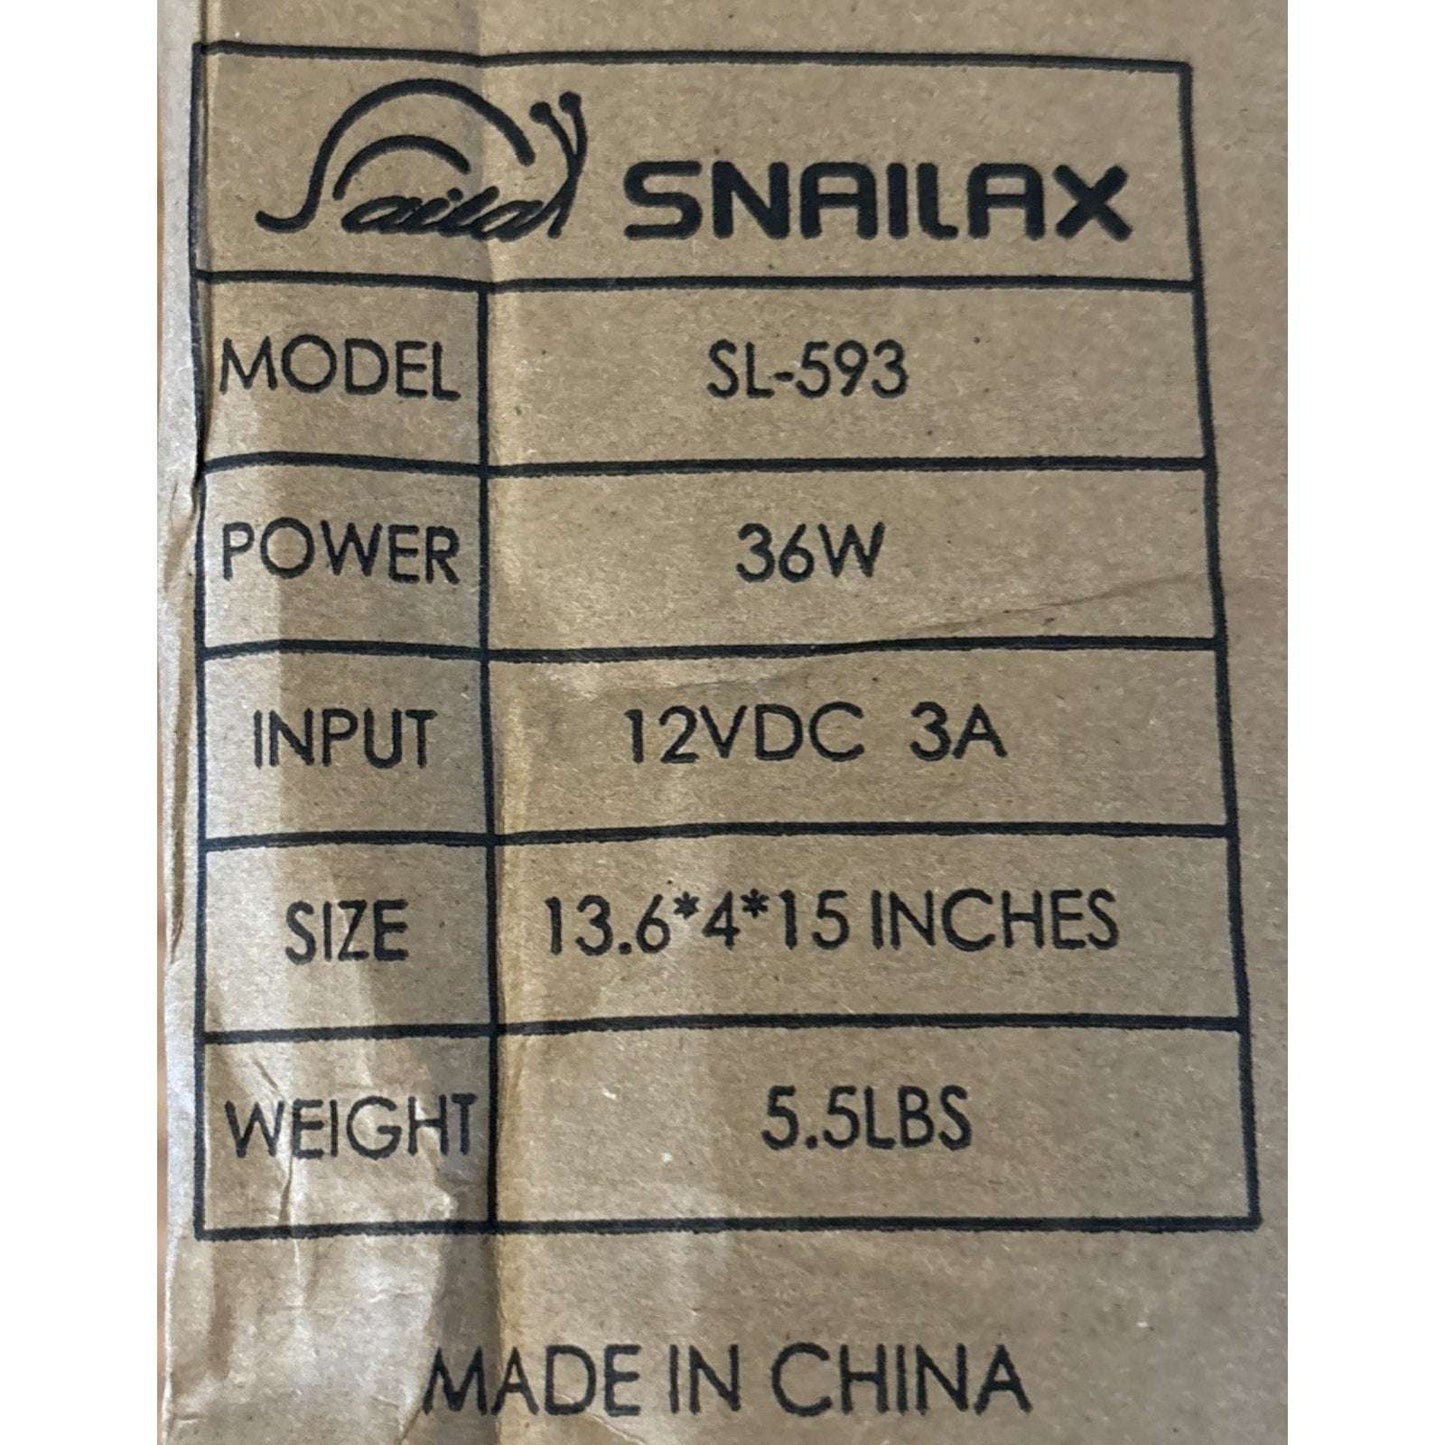 Snailax SNAILAX
MODEL SL-593
POWER 36W
INPUT 12VDC 3A
SIZE 13.6*4*15 INCHES
WEIGHT 5.5LBS
MADE IN CHINA